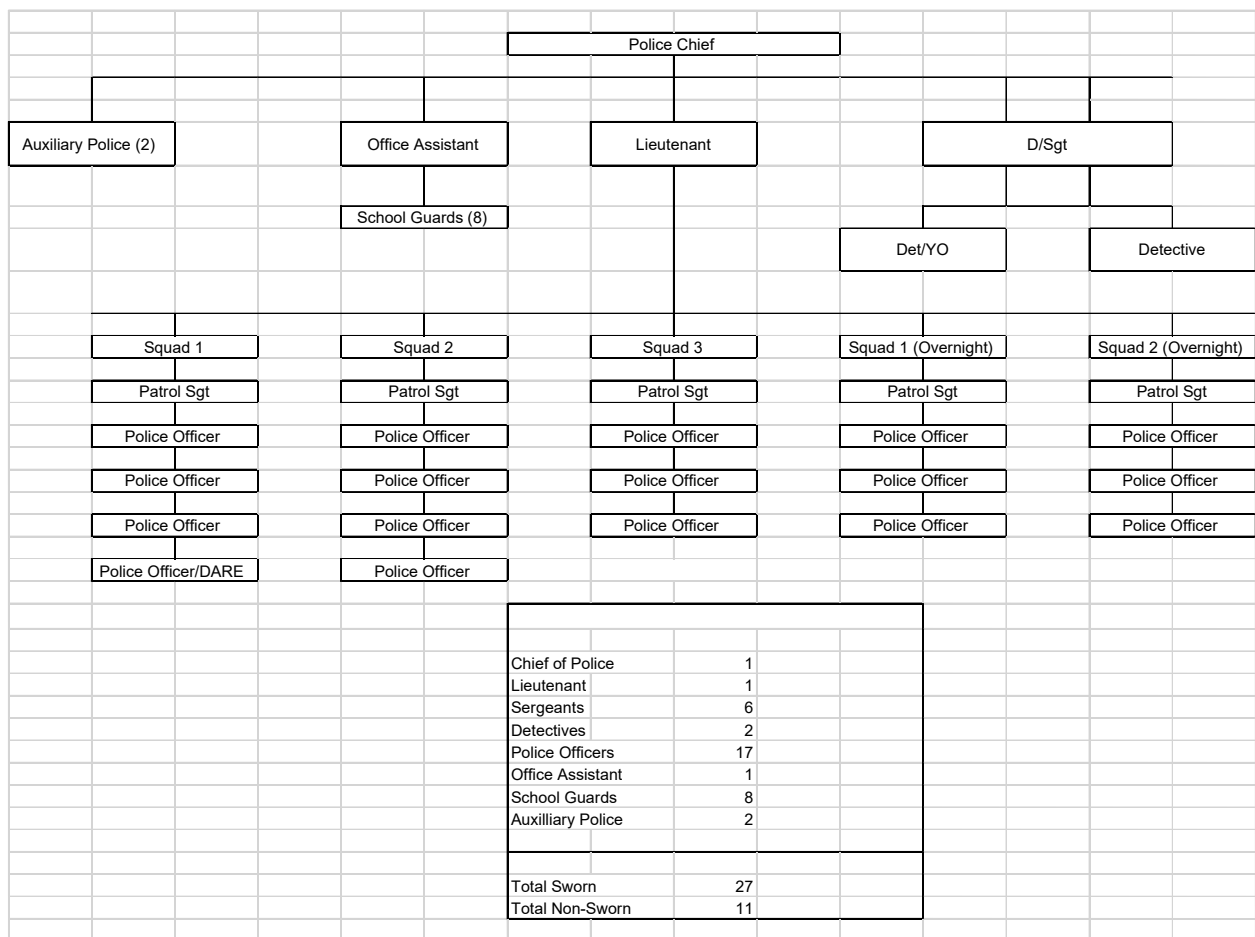 Police Chief
Auxiliary Police (2) Office Assistant Lieutenant D/Sgt
School Guards (8)
Det/YO Detective
Squad 1 Squad 2 Squad 3 Squad 1 (Overnight) Squad 2 (Overnight)
Patrol Sgt Patrol Sgt Patrol Sgt Patrol Sgt Patrol Sgt
Police Officer Police Officer Police Officer Police Officer Police Officer
Police Officer Police Officer Police Officer Police Officer Police Officer
Police Officer Police Officer Police Officer Police Officer Police Officer
Police Officer/DARE Police Officer
Chief of Police 1
Lieutenant 1
Sergeants 6
Detectives 2
Police Officers 17
Office Assistant 1
School Guards 8
Auxilliary Police 2
Total Sworn 27
Total Non-Sworn 11